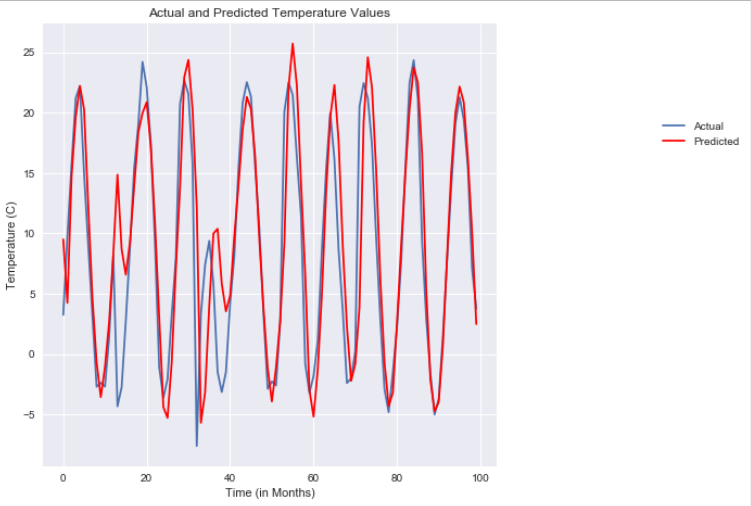 Actual and Predicted Temperature Values
25
20
15
10
5
0
−5
Temperature (C)
0 20 40 60 80 100
Time (in Months)
Actual
Predicted